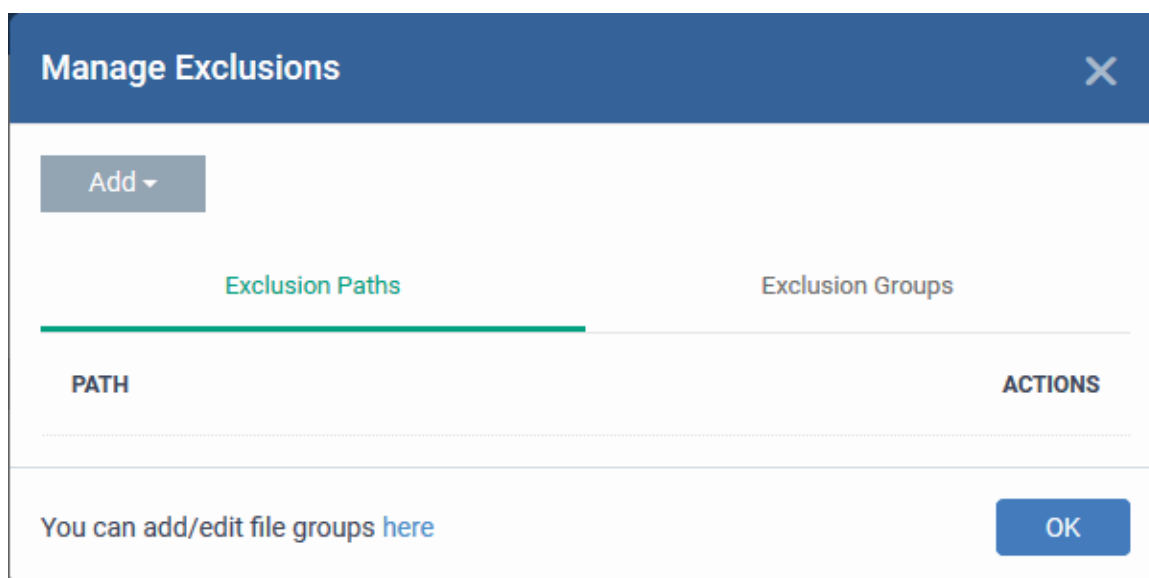 Manage Exclusions
Add
Exclusion Paths
Exclusion Groups
PATH
ACTIONS
You can add/edit file groups here
OK